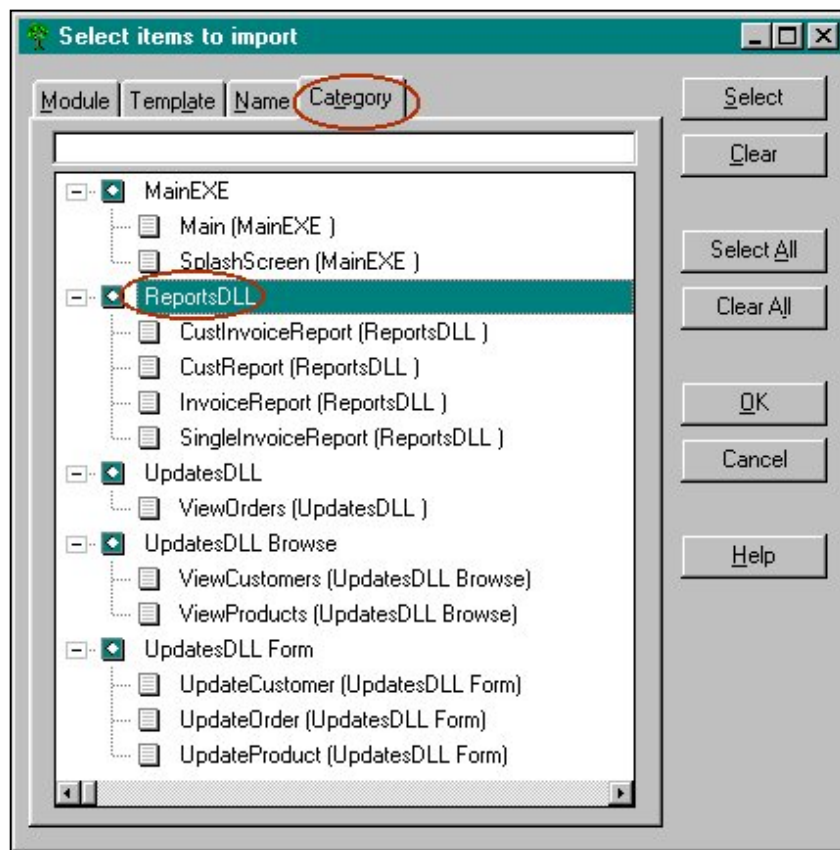 Select items to import
Module Template Name Category
Select
Clear
Select All
Clear All
OK
Cancel
Help
MainEXE
Main (MainEXE )
SplashScreen (MainEXE )
ReportsDLL
CustInvoiceReport (ReportsDLL )
CustReport (ReportsDLL )
InvoiceReport (ReportsDLL )
SingleInvoiceReport (ReportsDLL )
UpdatesDLL
ViewOrders (UpdatesDLL )
UpdatesDLL Browse
ViewCustomers (UpdatesDLL Browse)
ViewProducts (UpdatesDLL Browse)
UpdatesDLL Form
UpdateCustomer (UpdatesDLL Form)
UpdateOrder (UpdatesDLL Form)
UpdateProduct (UpdatesDLL Form)